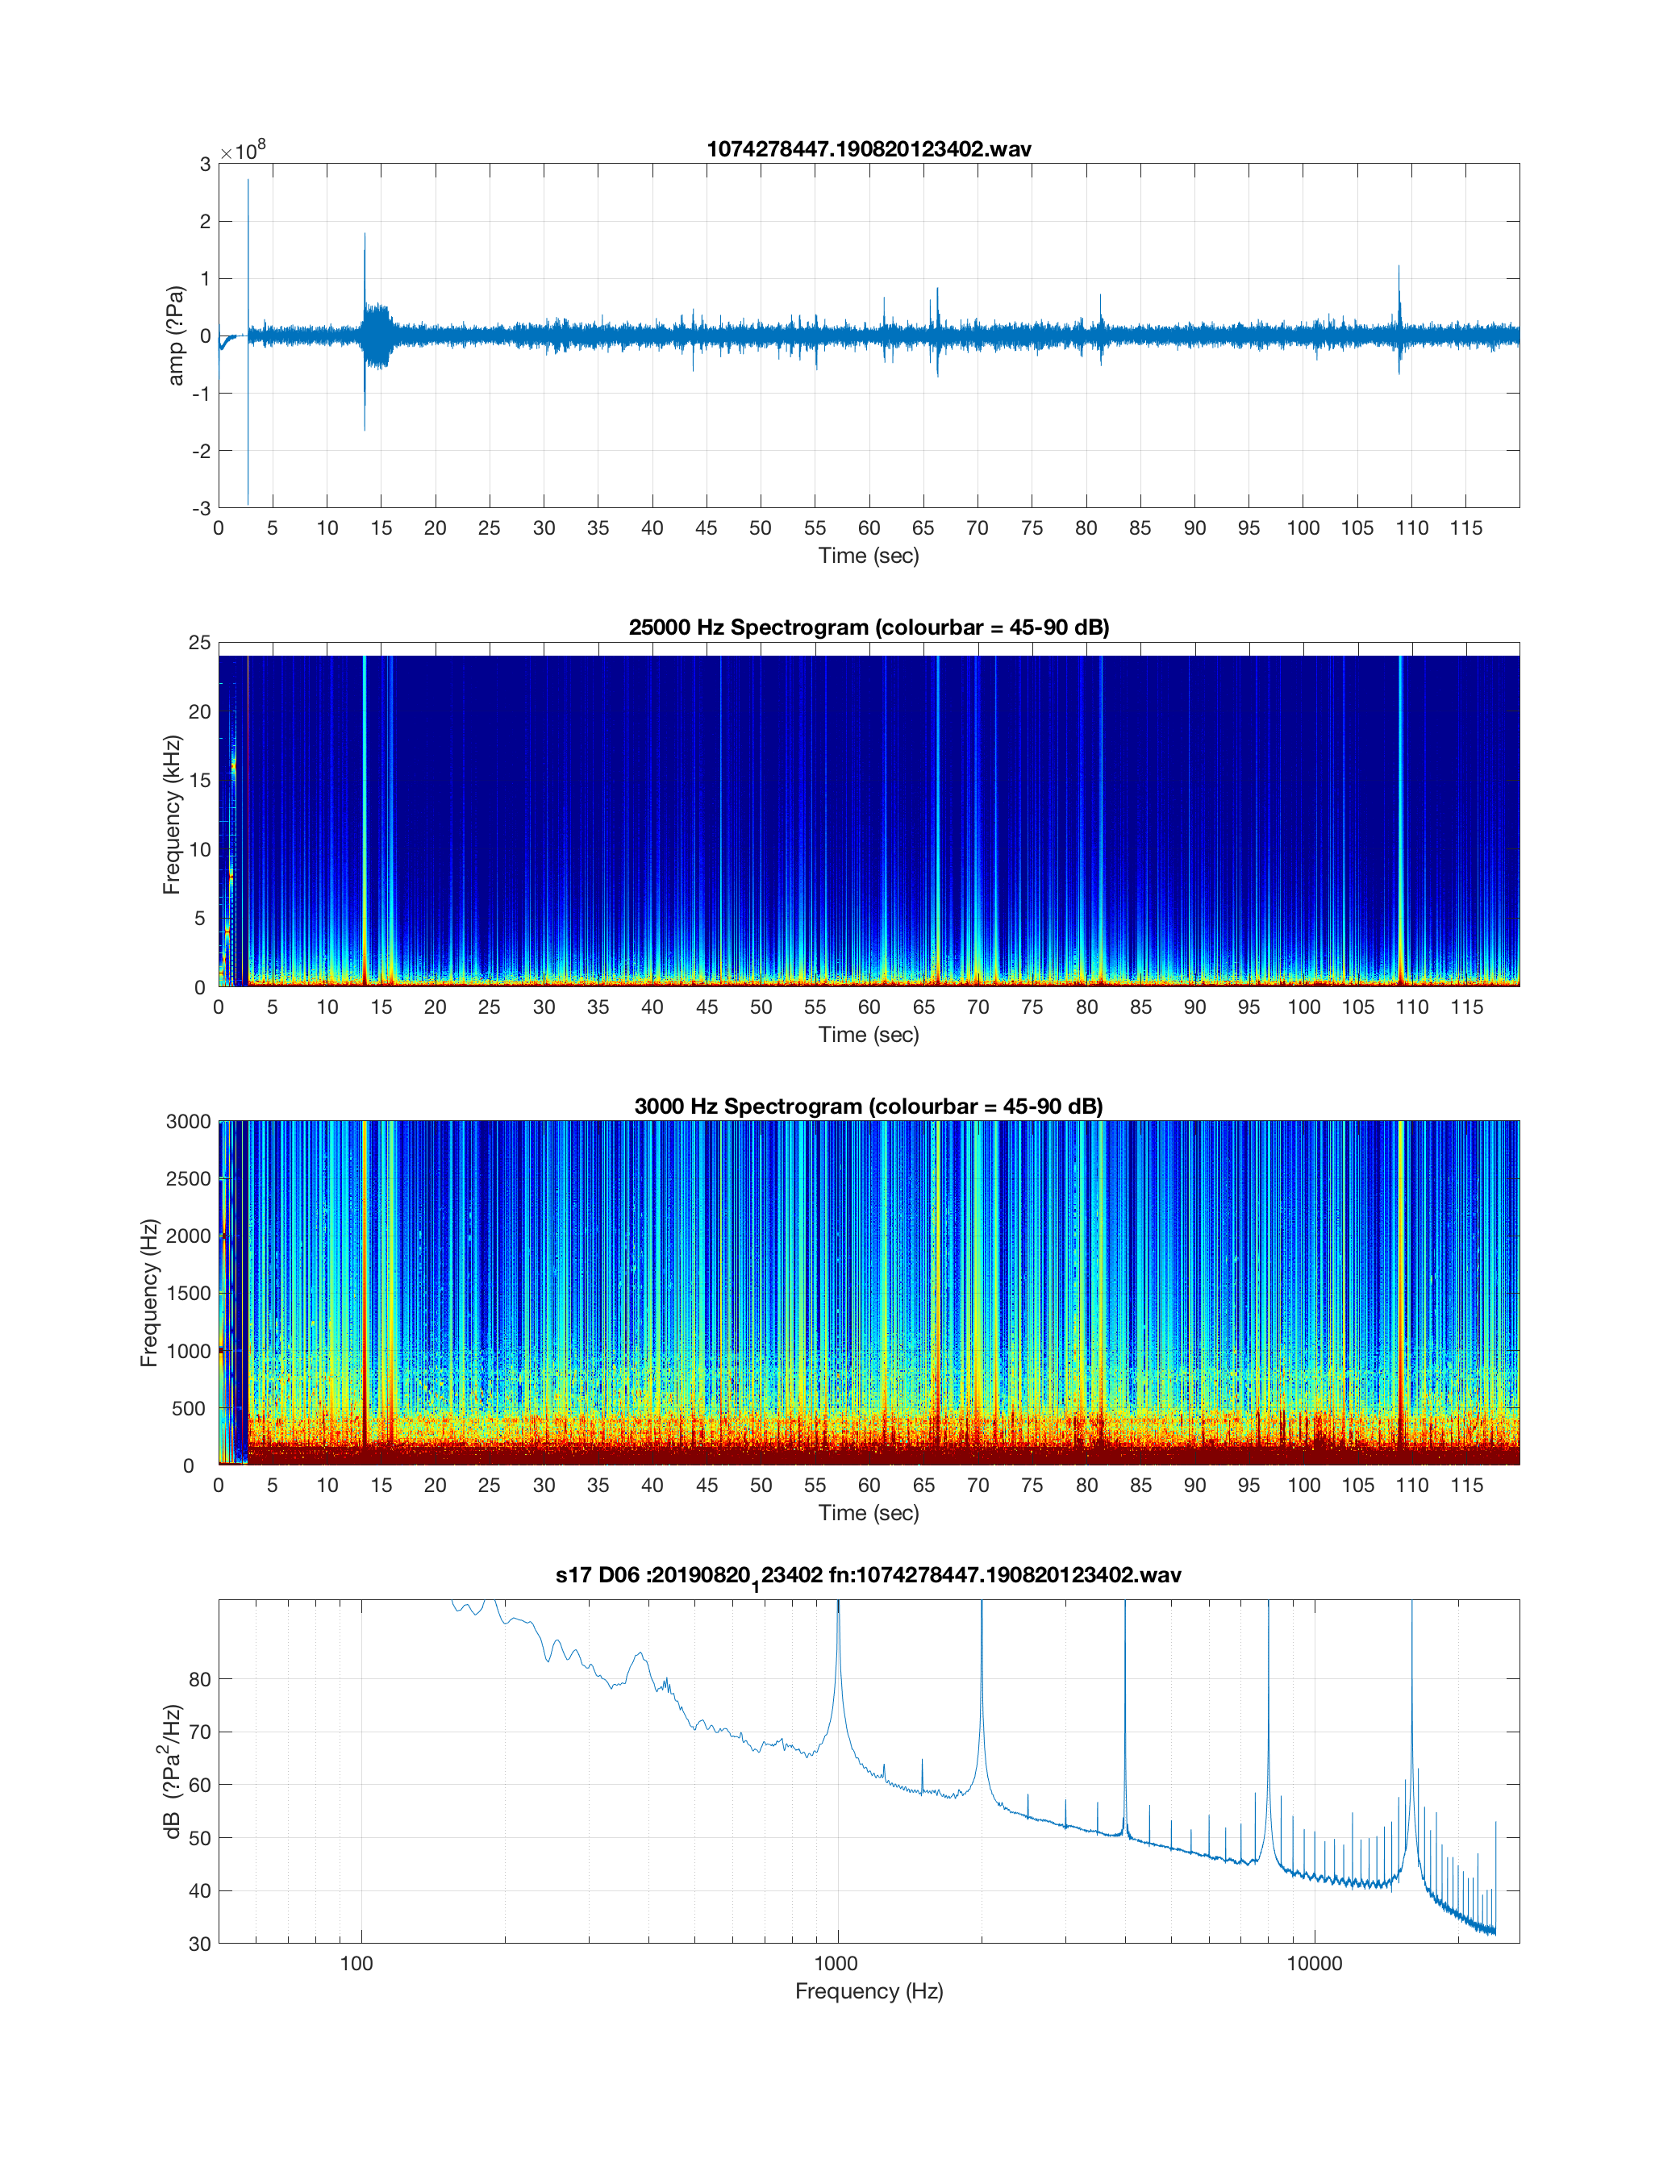 1074278447.190820123402.wav
×10^8
3
2
1
0
-1
-2
-3
amp (?Pa)
0 5 10 15 20 25 30 35 40 45 50 55 60 65 70 75 80 85 90 95 100 105 110 115
Time (sec)
25000 Hz Spectrogram (colourbar = 45-90 dB)
25
20
15
10
5
0
Frequency (kHz)
0 5 10 15 20 25 30 35 40 45 50 55 60 65 70 75 80 85 90 95 100 105 110 115
Time (sec)
3000 Hz Spectrogram (colourbar = 45-90 dB)
3000
2500
2000
1500
1000
500
0
Frequency (Hz)
0 5 10 15 20 25 30 35 40 45 50 55 60 65 70 75 80 85 90 95 100 105 110 115
Time (sec)
s17 D06 :20190820_123402 fn:1074278447.190820123402.wav
80
70
60
50
40
30
dB (?Pa^2/Hz)
100 1000 10000
Frequency (Hz)